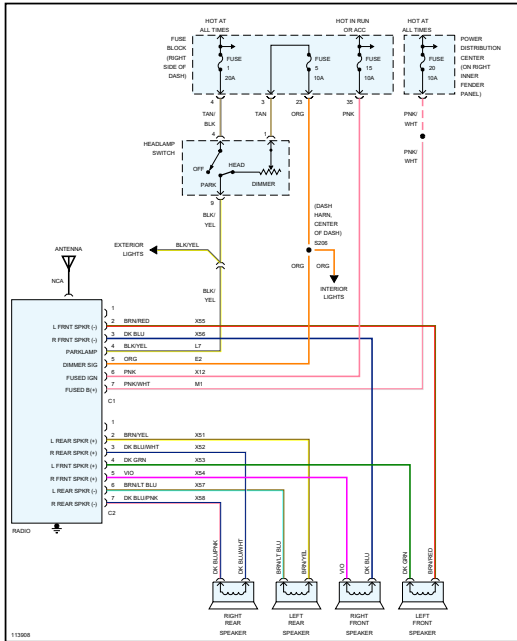 HOT AT
ALL TIMES
HOT IN RUN
OR ACC
HOT AT
ALL TIMES
FUSE
BLOCK
(RIGHT
SIDE OF
DASH)
FUSE
1
20A
FUSE
5
10A
FUSE
15
10A
FUSE
20
10A
POWER
DISTRIBUTION
CENTER
(ON RIGHT
INNER
FENDER
PANEL)
4
3
23
35
TAN/
BLK
TAN
ORG
PNK
PNK/
WHT
4
1
HEADLAMP
SWITCH
OFF
HEAD
PARK
DIMMER
PNK/
WHT
9
BLK/
YEL
(DASH
HARN,
CENTER
OF DASH)
S206
EXTERIOR
LIGHTS
BLK/YEL
ORG
ORG
INTERIOR
LIGHTS
ANTENNA
NCA
BLK/
YEL
1
L FRNT SPKR (-) 2 BRN/RED X55
R FRNT SPKR (-) 3 DK BLU X56
PARKLAMP 4 BLK/YEL L7
DIMMER SIG 5 ORG E2
FUSED IGN 6 PNK X12
FUSED B(+) 7 PNK/WHT M1
C1
1
L REAR SPKR (+) 2 BRN/YEL X51
R REAR SPKR (+) 3 DK BLU/WHT X52
L FRNT SPKR (+) 4 DK GRN X53
R FRNT SPKR (+) 5 VIO X54
L REAR SPKR (-) 6 BRN/LT BLU X57
R REAR SPKR (-) 7 DK BLU/PNK X58
C2
RADIO
DK BLU/PNK
DK BLU/WHT
BRN/LT BLU
BRN/YEL
VIO
DK BLU
DK GRN
BRN/RED
RIGHT
REAR
SPEAKER
LEFT
REAR
SPEAKER
RIGHT
FRONT
SPEAKER
LEFT
FRONT
SPEAKER
113908